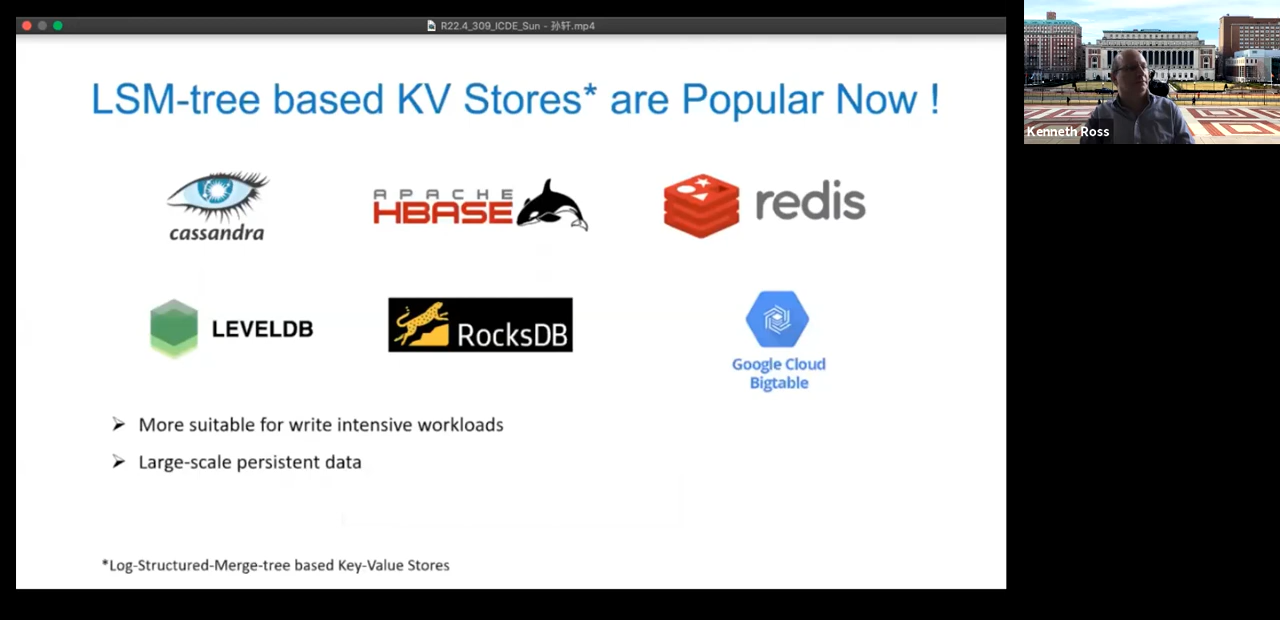 R22.4_309_ICDE_Sun - 孙轩.mp4
LSM-tree based KV Stores* are Popular Now !
cassandra
APACHE
HBASE
redis
LEVELDB
RocksDB
Google Cloud
Bigtable
➢ More suitable for write intensive workloads
➢ Large-scale persistent data
*Log-Structured-Merge-tree based Key-Value Stores
Kenneth Ross